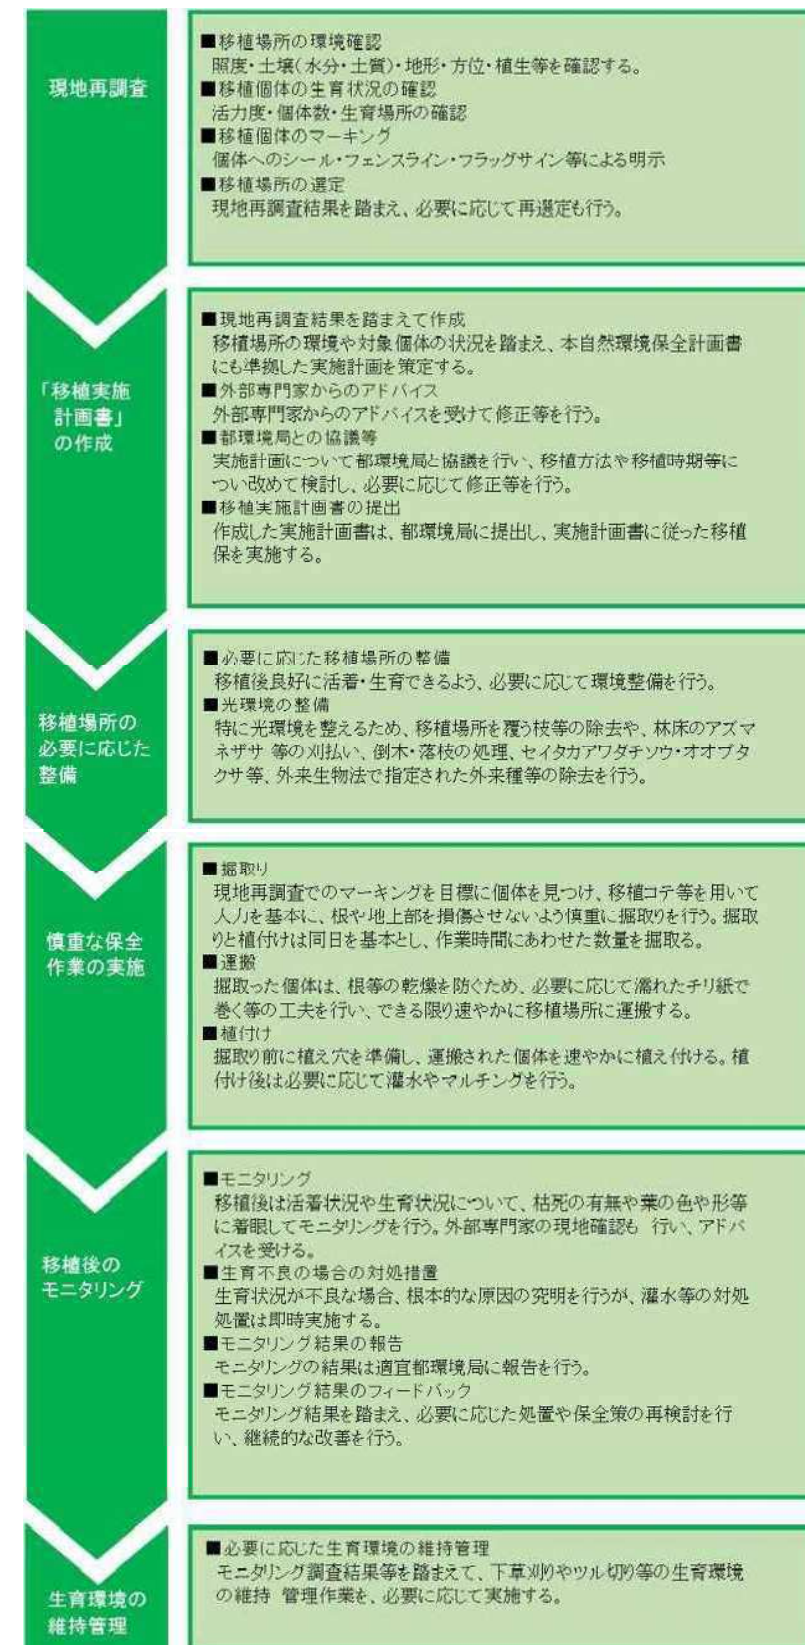 現地再調査
■移植場所の環境確認
照度・土壌(水分・土質)・地形・方位・植生等を確認する。
■移植個体の生育状況の確認
活力度・個体数・生育場所の確認
■移植個体のマーキング
個体へのシール・フェンスライン・フラッグサイン等による明示
■移植場所の選定
現地再調査結果を踏まえ、必要に応じて再選定も行う。
「移植実施
計画書」
の作成
■現地再調査結果を踏まえて作成
移植場所の環境や対象個体の状況を踏まえ、本自然環境保全計画書
にも準拠した実施計画を策定する。
■外部専門家からのアドバイス
外部専門家からのアドバイスを受けて修正等を行う。
■都環境局との協議等
実施計画について都環境局と協議を行い、移植方法や移植時期等に
つい改めて検討し、必要に応じて修正等を行う。
■移植実施計画書の提出
作成した実施計画書は、都環境局に提出し、実施計画書に従った移植
保を実施する。
移植場所の
必要に応じた
整備
■必要に応じた移植場所の整備
移植後良好に活着・生育できるよう、必要に応じて環境整備を行う。
■光環境の整備
特に光環境を整えるため、移植場所を覆う枝等の除去や、林床のアズマ
ネザサ 等の刈払い、倒木・落枝の処理、セイタカアワダチソウ・オオブタ
クサ等、外来生物法で指定された外来種等の除去を行う。
慎重な保全
作業の実施
■掘取り
現地再調査でのマーキングを目標に個体を見つけ、移植コテ等を用いて
人力を基本に、根や地上部を損傷させないよう慎重に掘取りを行う。掘取
りと植付けは同日を基本とし、作業時間にあわせた数量を掘取る。
■運搬
掘取った個体は、根等の乾燥を防ぐため、必要に応じて濡れたチリ紙で
巻く等の工夫を行い、できる限り速やかに移植場所に運搬する。
■植付け
掘取り前に植え穴を準備し、運搬された個体を速やかに植え付ける。植
付け後は必要に応じて灌水やマルチングを行う。
移植後の
モニタリング
■モニタリング
移植後は活着状況や生育状況について、枯死の有無や葉の色や形等
に着眼してモニタリングを行う。外部専門家の現地確認も 行い、アドバ
イスを受ける。
■生育不良の場合の対処措置
生育状況が不良な場合、根本的な原因の究明を行うが、灌水等の対処
処置は即時実施する。
■モニタリング結果の報告
モニタリングの結果は適宜都環境局に報告を行う。
■モニタリング結果のフィードバック
モニタリング結果を踏まえ、必要に応じた処置や保全策の再検討を行
い、継続的な改善を行う。
生育環境の
維持管理
■必要に応じた生育環境の維持管理
モニタリング調査結果等を踏まえて、下草刈りやツル切り等の生育環境
の維持 管理作業を、必要に応じて実施する。